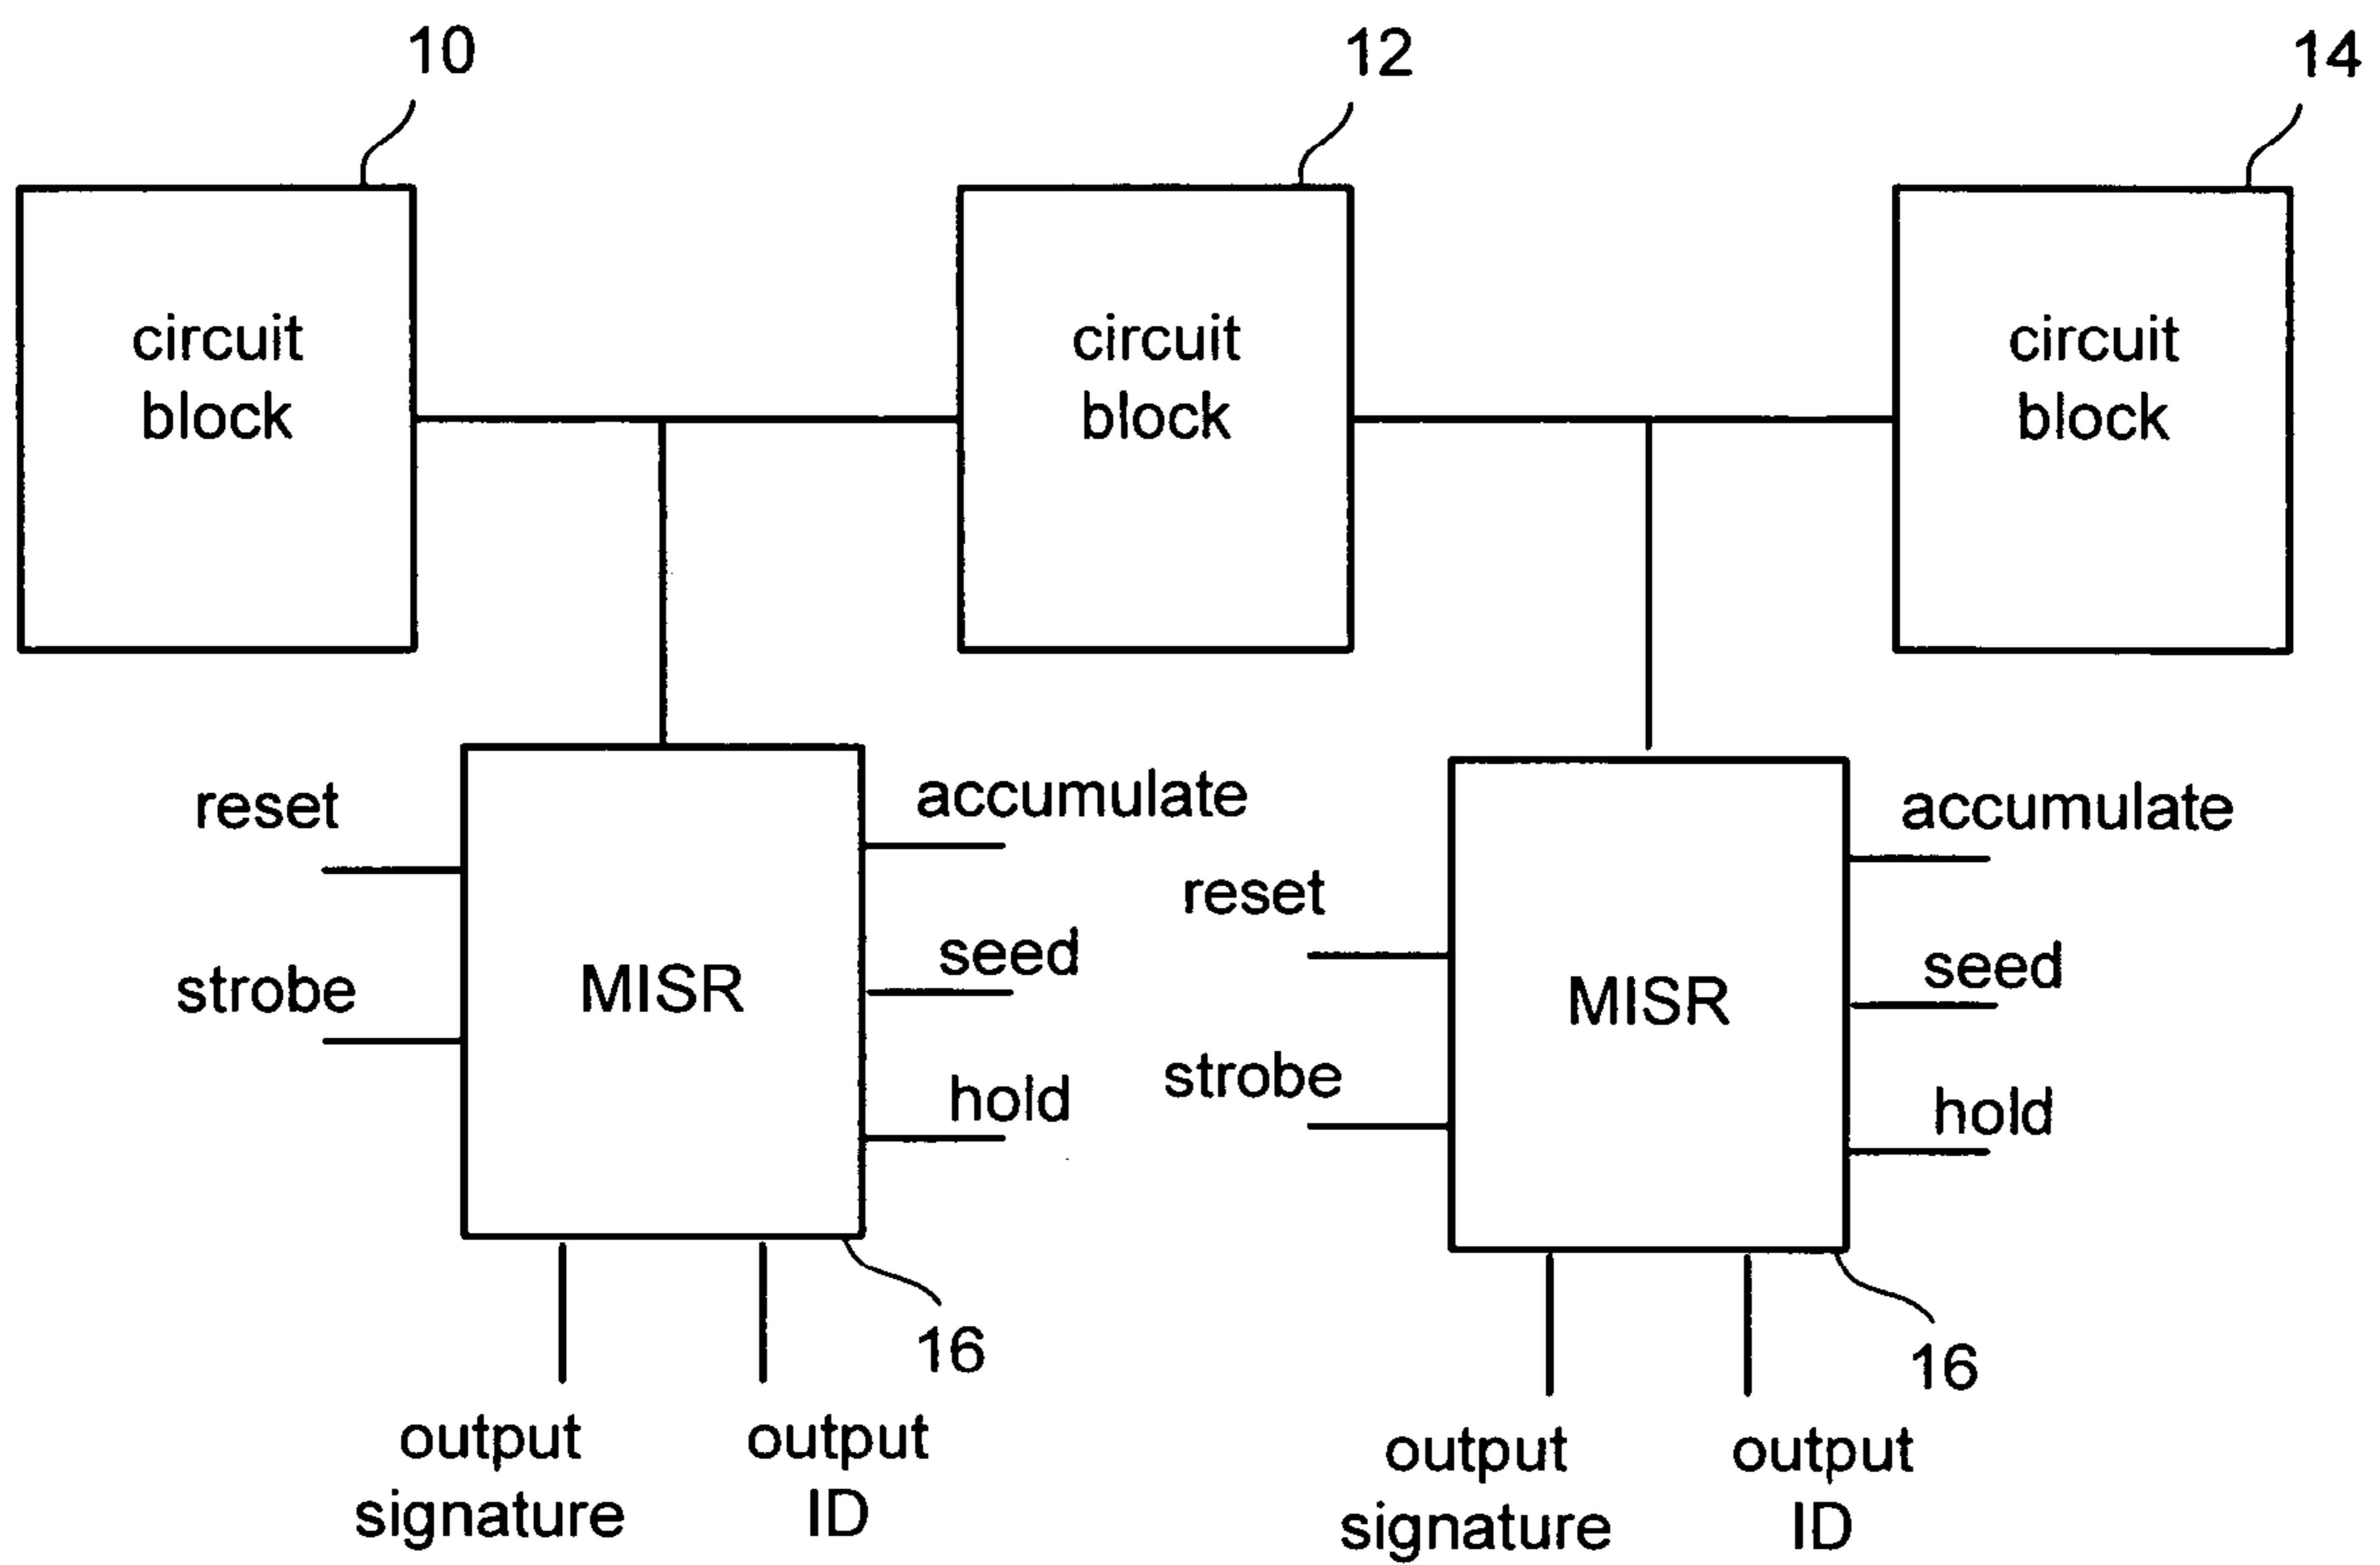 10
12
14
circuit
block
circuit
block
circuit
block
reset
strobe
MISR
accumulate
seed
hold
16
output
signature
output
ID
reset
strobe
MISR
accumulate
seed
hold
16
output
signature
output
ID